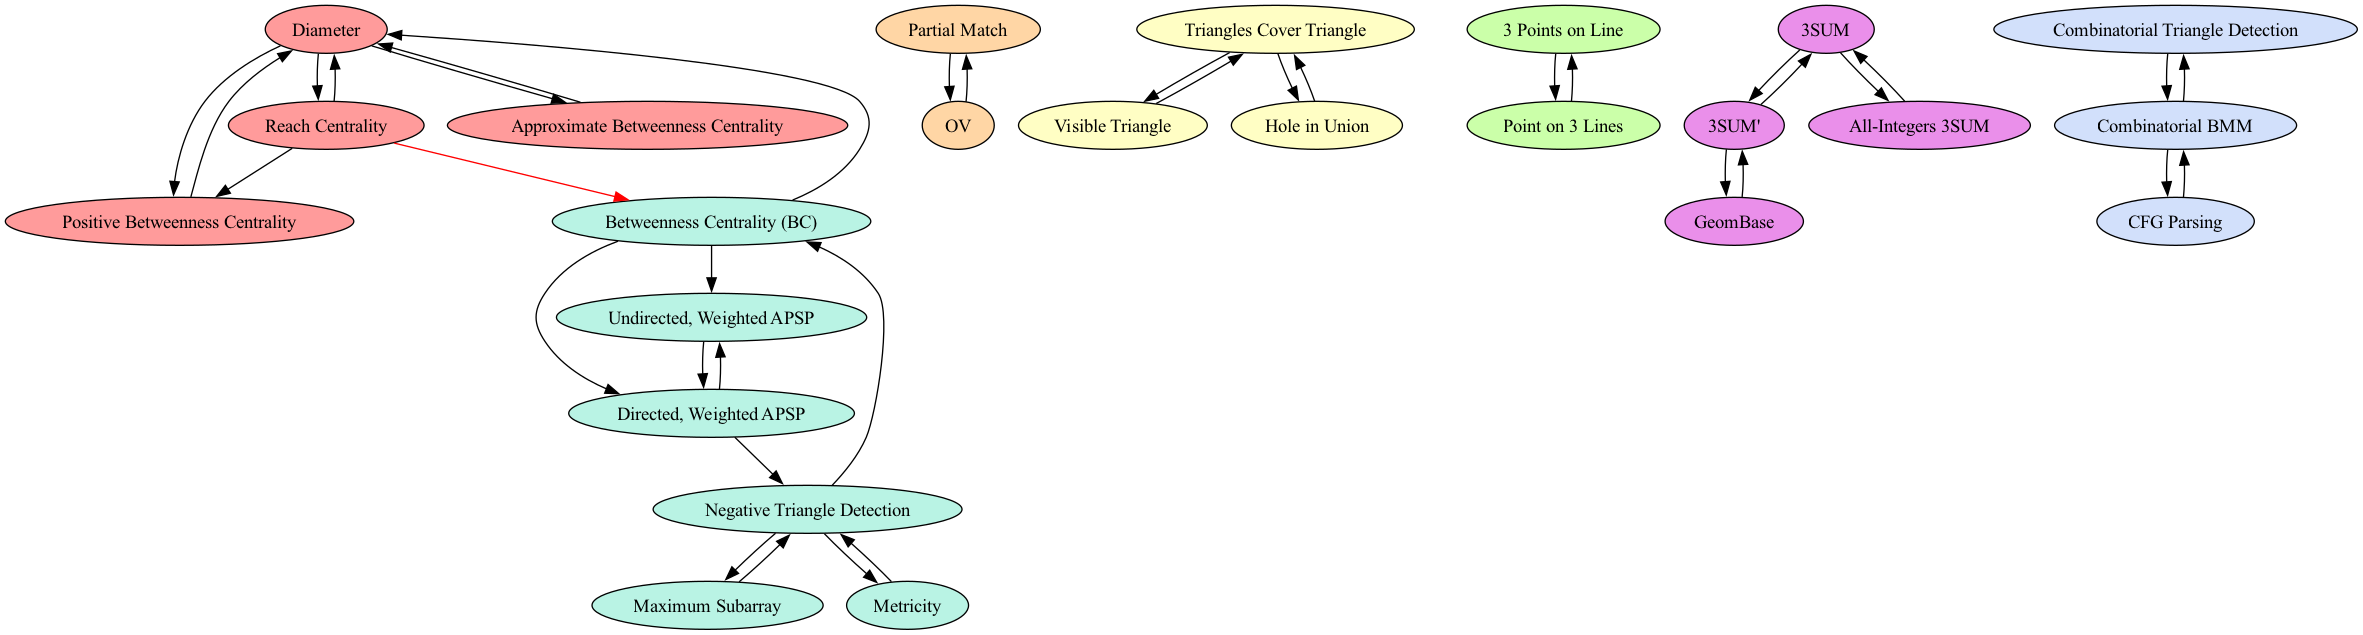 Diameter
Partial Match
Triangles Cover Triangle
3 Points on Line
3SUM
Combinatorial Triangle Detection
Reach Centrality
Approximate Betweenness Centrality
OV
Visible Triangle
Hole in Union
Point on 3 Lines
3SUM'
All-Integers 3SUM
Combinatorial BMM
Positive Betweenness Centrality
Betweenness Centrality (BC)
GeomBase
CFG Parsing
Undirected, Weighted APSP
Directed, Weighted APSP
Negative Triangle Detection
Maximum Subarray
Metricity